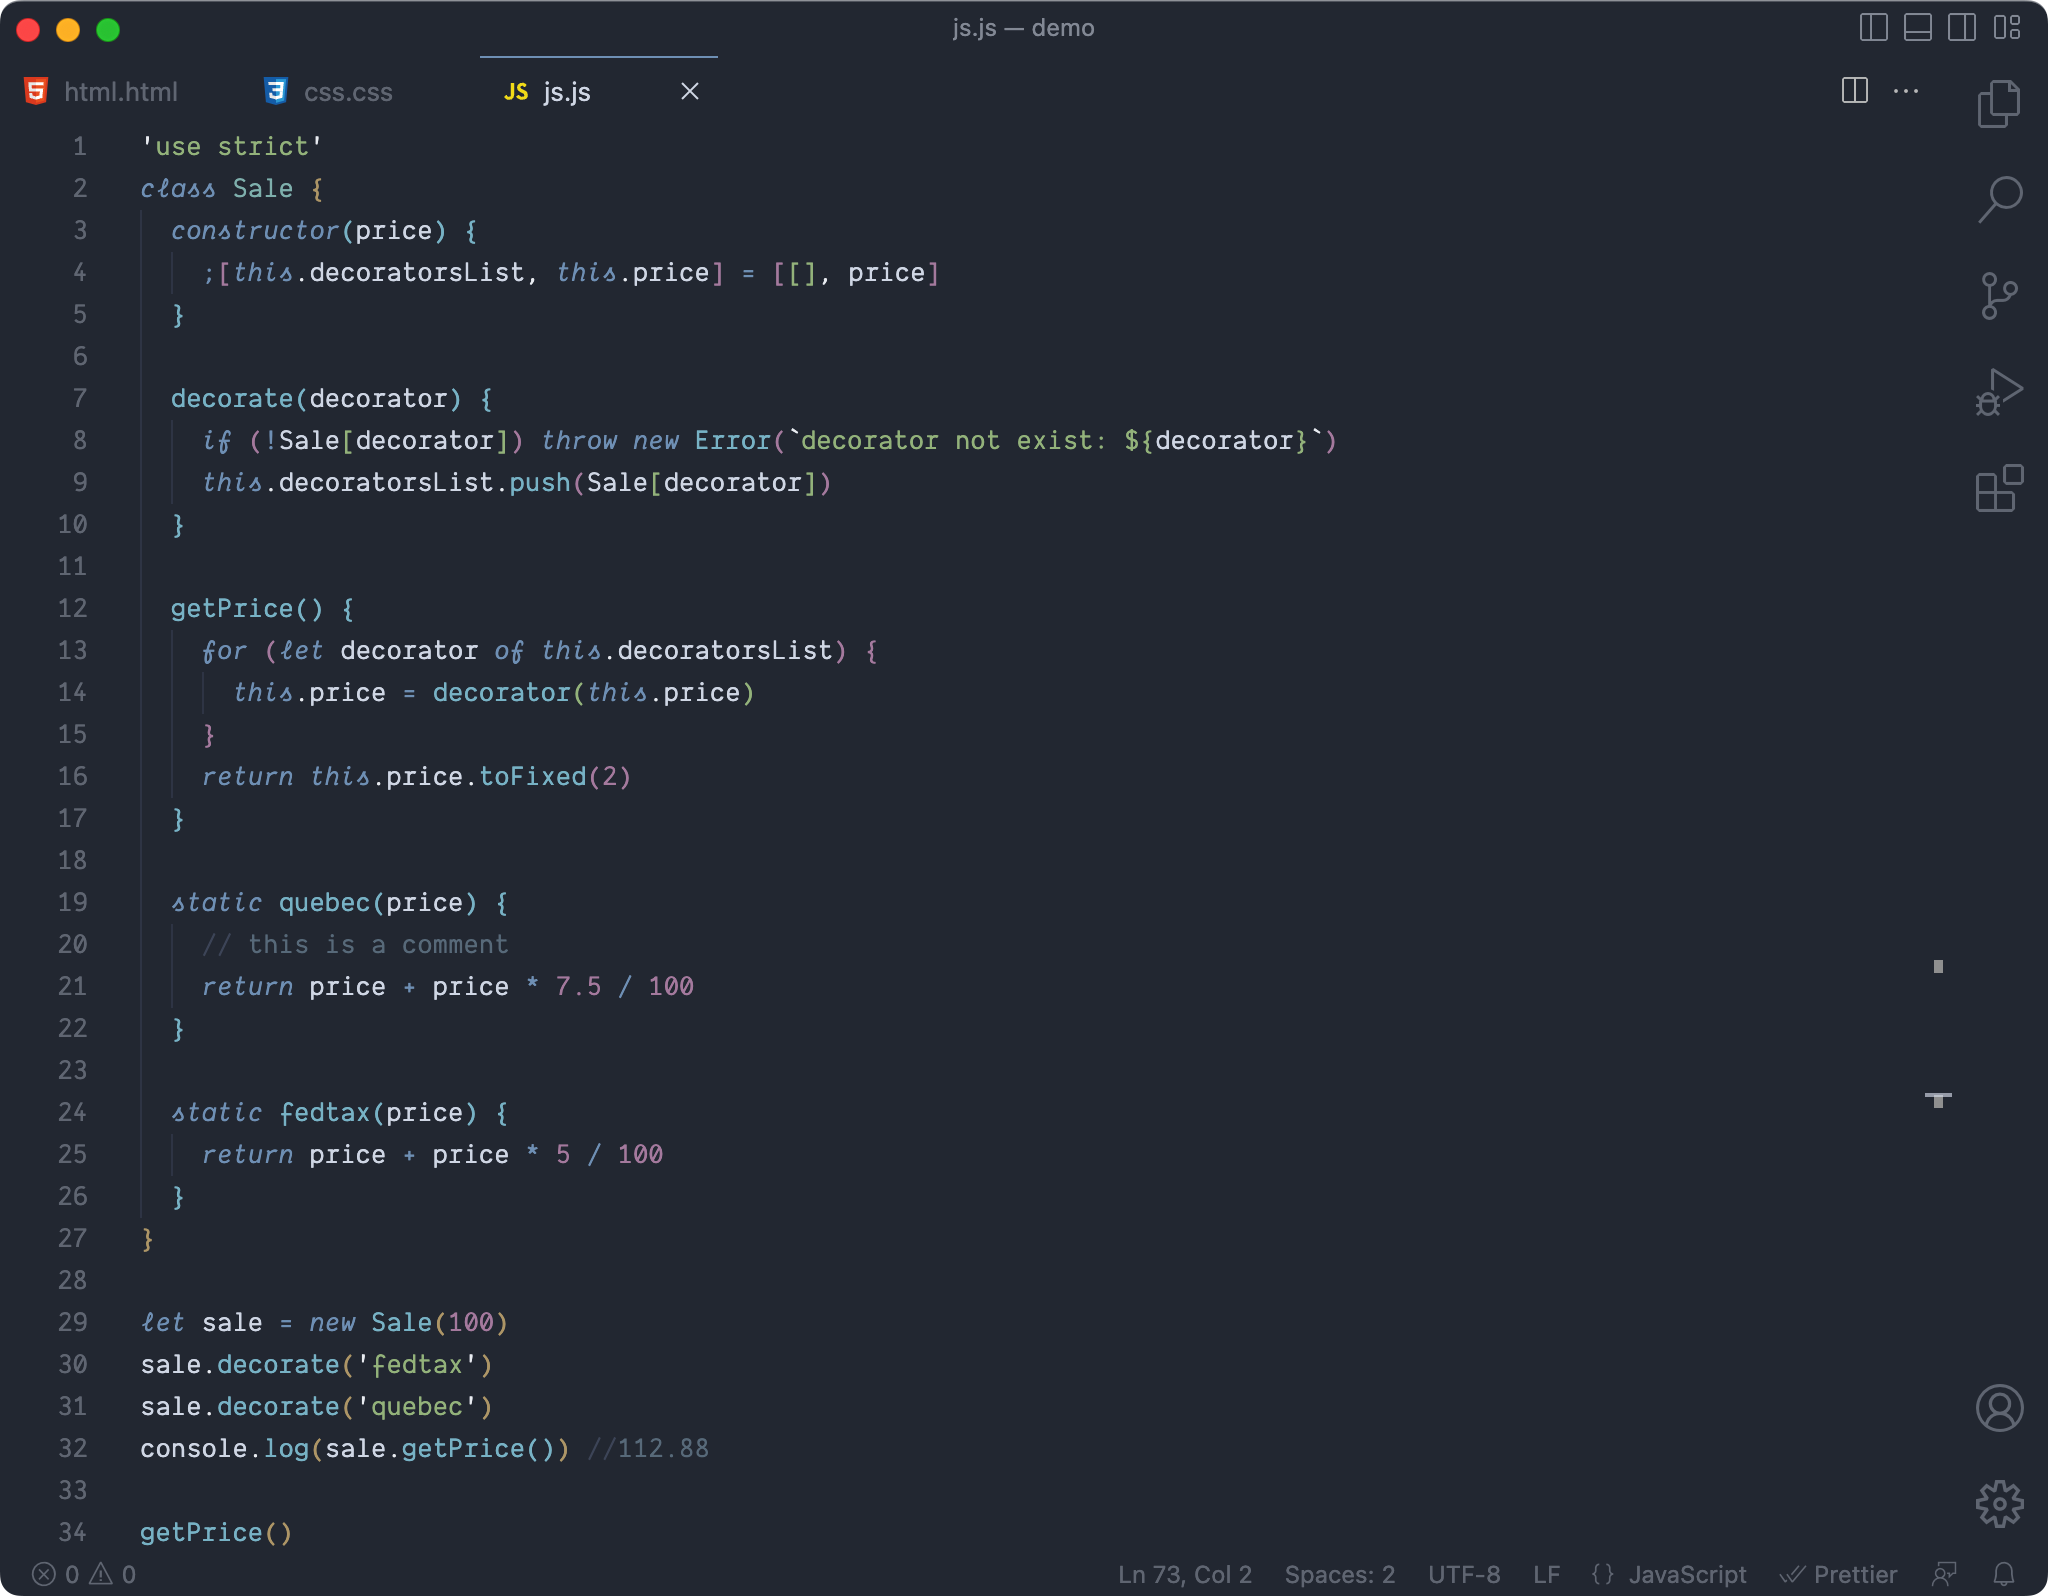 js.js — demo
html.html
css.css
JS js.js
1 'use strict'
2 class Sale {
3   constructor(price) {
4     ;[this.decoratorsList, this.price] = [[], price]
5   }
6
7   decorate(decorator) {
8     if (!Sale[decorator]) throw new Error(`decorator not exist: ${decorator}`)
9     this.decoratorsList.push(Sale[decorator])
10   }
11
12   getPrice() {
13     for (let decorator of this.decoratorsList) {
14       this.price = decorator(this.price)
15     }
16     return this.price.toFixed(2)
17   }
18
19   static quebec(price) {
20     // this is a comment
21     return price + price * 7.5 / 100
22   }
23
24   static fedtax(price) {
25     return price + price * 5 / 100
26   }
27 }
28
29 let sale = new Sale(100)
30 sale.decorate('fedtax')
31 sale.decorate('quebec')
32 console.log(sale.getPrice()) //112.88
33
34 getPrice()
0 0 Ln 73, Col 2 Spaces: 2 UTF-8 LF {} JavaScript Prettier